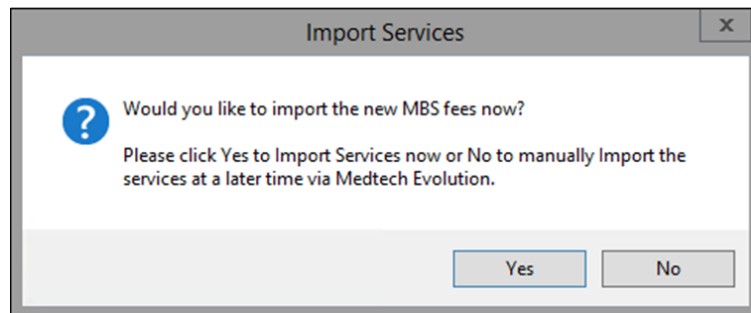 Import Services
x
?
Would you like to import the new MBS fees now?
Please click Yes to Import Services now or No to manually Import the
services at a later time via Medtech Evolution.
Yes
No